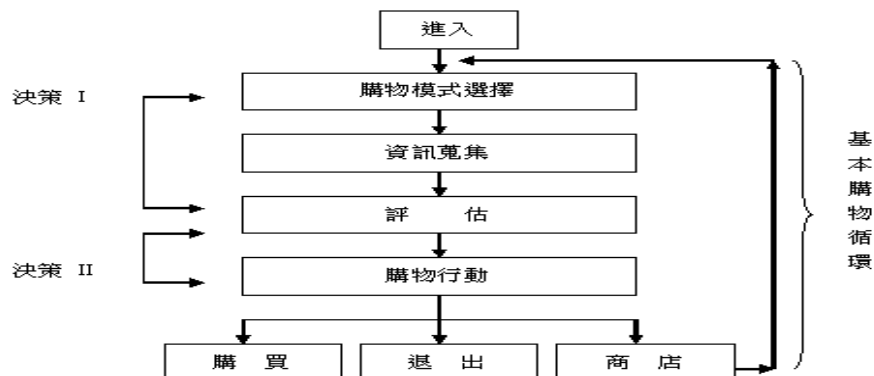 進入
決策 I
購物模式選擇
資訊蒐集
評 估
決策 II
購物行動
購 買
退 出
商 店
基本購物循環